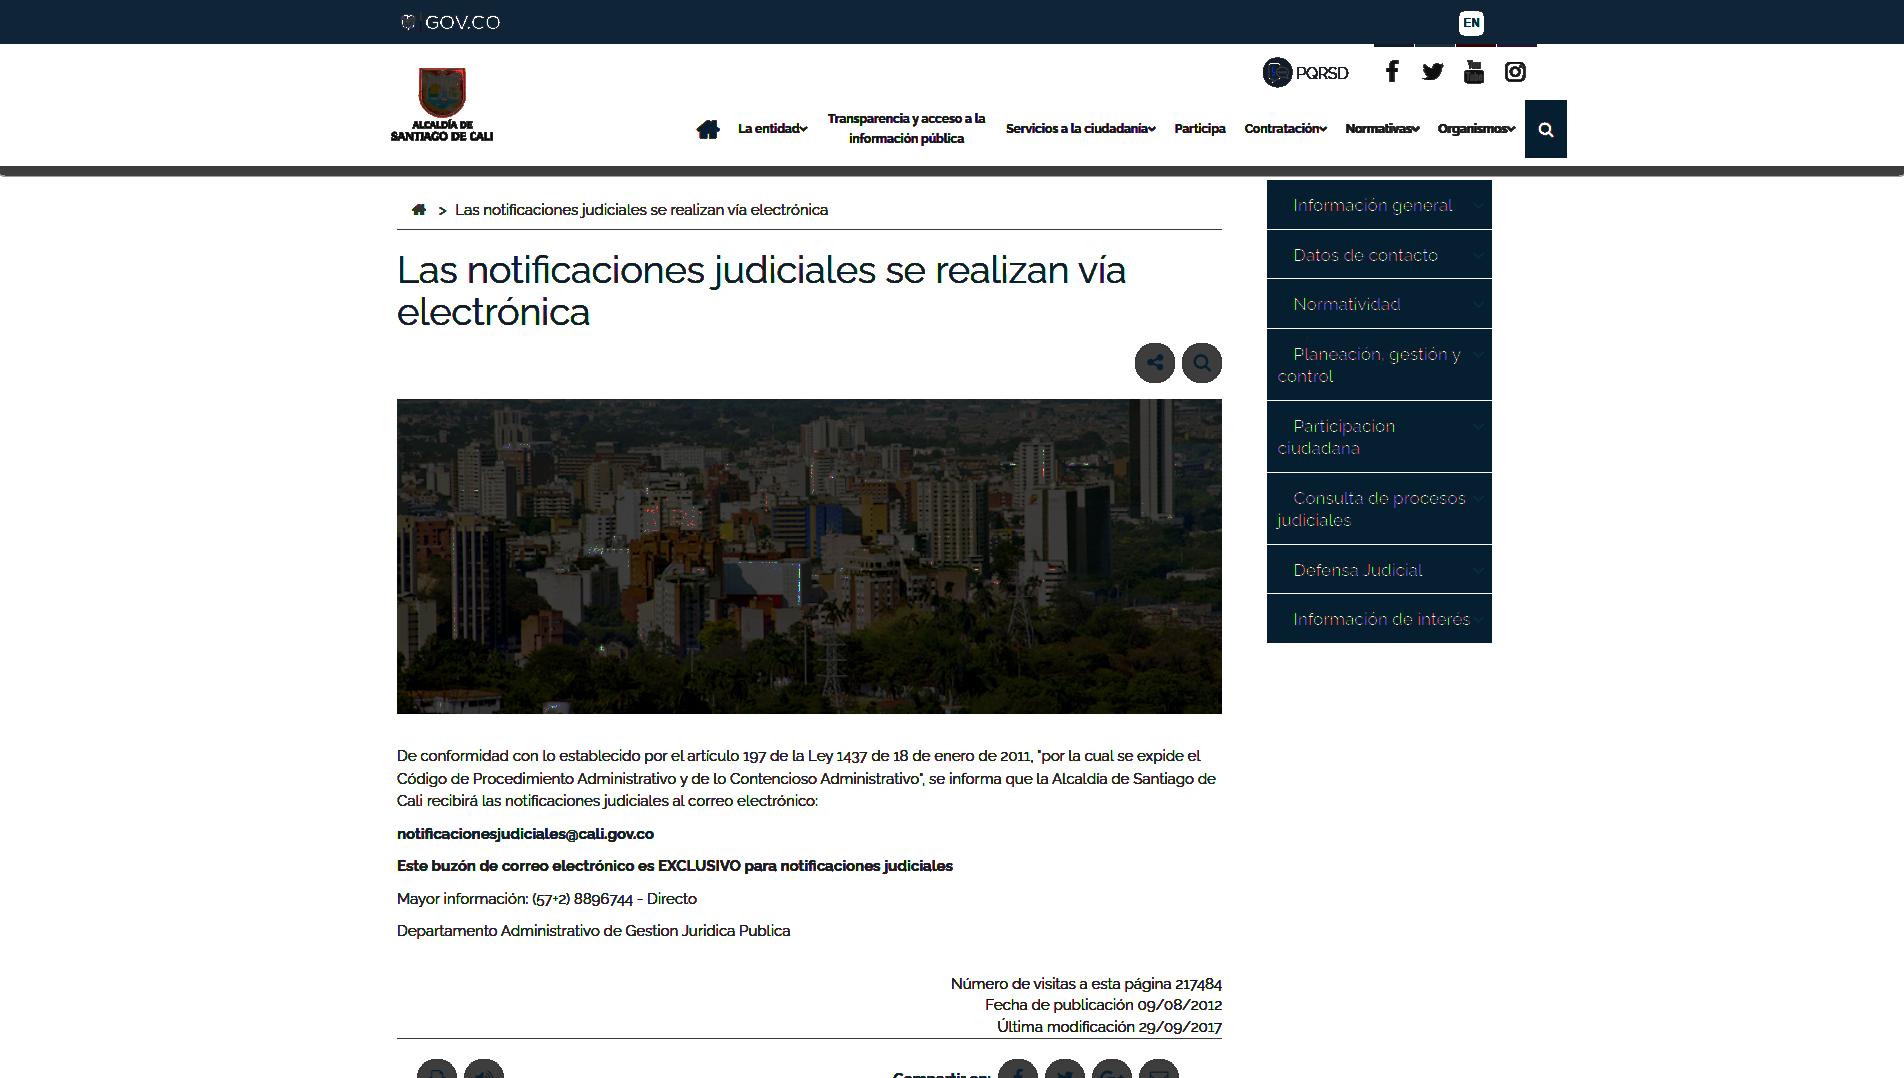 GOV.CO
EN
ALCALDÍA DE
SANTIAGO DE CALI
PQRSD
La entidad
Transparencia y acceso a la
información pública
Servicios a la ciudadanía
Participa
Contratación
Normativas
Organismos
> Las notificaciones judiciales se realizan vía electrónica
Las notificaciones judiciales se realizan vía
electrónica
De conformidad con lo establecido por el artículo 197 de la Ley 1437 de 18 de enero de 2011, "por la cual se expide el
Código de Procedimiento Administrativo y de lo Contencioso Administrativo", se informa que la Alcaldía de Santiago de
Cali recibirá las notificaciones judiciales al correo electrónico:
notificacionesjudiciales@cali.gov.co
Este buzón de correo electrónico es EXCLUSIVO para notificaciones judiciales
Mayor información: (57+2) 8896744 - Directo
Departamento Administrativo de Gestion Juridica Publica
Número de visitas a esta página 217484
Fecha de publicación 09/08/2012
Última modificación 29/09/2017
Compartir en:
Información general
Datos de contacto
Normatividad
Planeación, gestión y
control
Participacion
ciudadana
Consulta de procesos
judiciales
Defensa Judicial
Información de interés